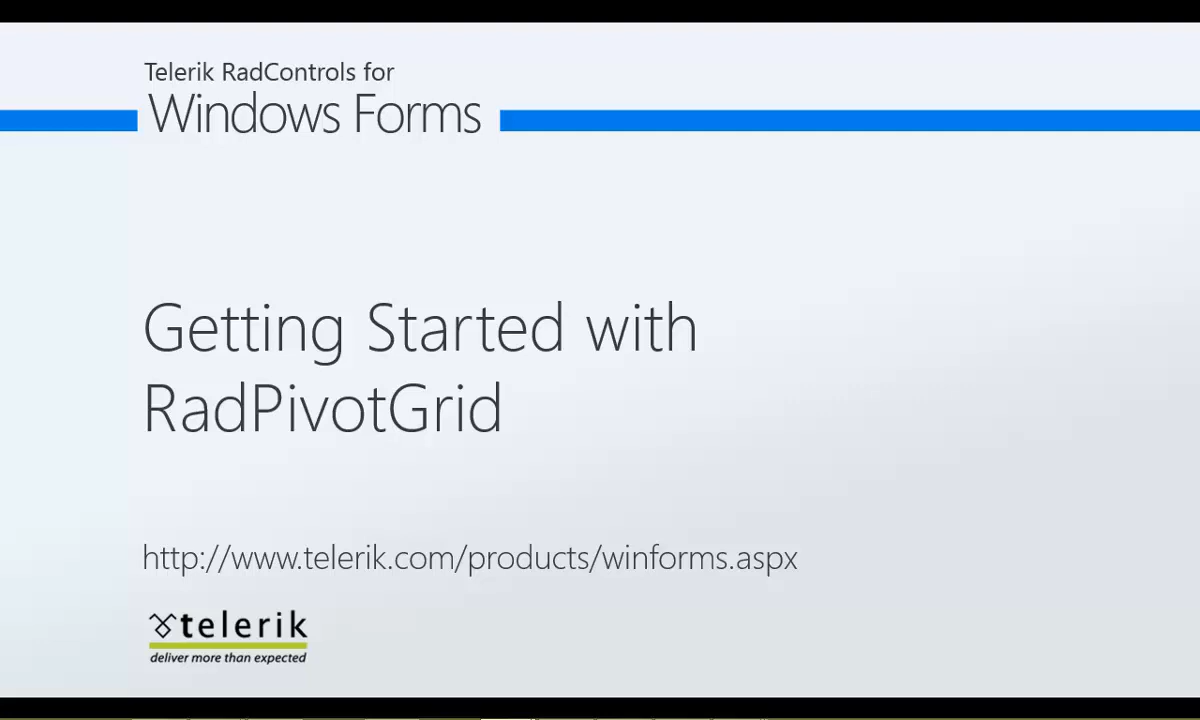 Telerik RadControls for
Windows Forms
Getting Started with
RadPivotGrid
http://www.telerik.com/products/winforms.aspx
telerik
deliver more than expected